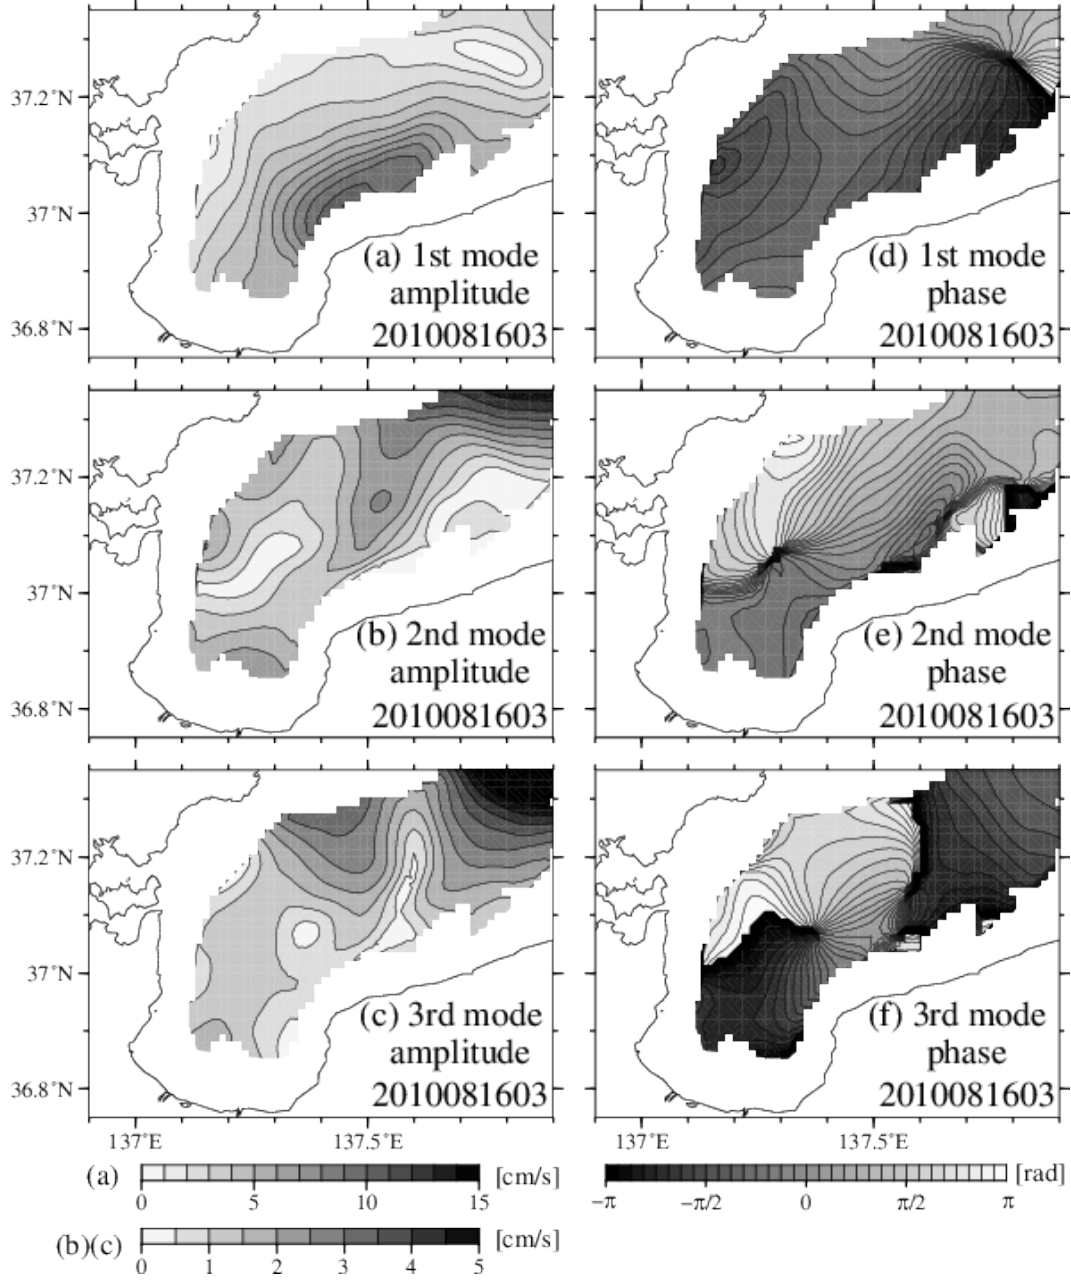 37.2°N
37°N
36.8°N
(a) 1st mode
amplitude
2010081603
(d) 1st mode
phase
2010081603
37.2°N
37°N
36.8°N
(b) 2nd mode
amplitude
2010081603
(e) 2nd mode
phase
2010081603
37.2°N
37°N
36.8°N
(c) 3rd mode
amplitude
2010081603
(f) 3rd mode
phase
2010081603
137°E 137.5°E
137°E 137.5°E
(a) [cm/s]
0 5 10 15
[rad]
−π −π/2 0 π/2 π
(b)(c) [cm/s]
0 1 2 3 4 5